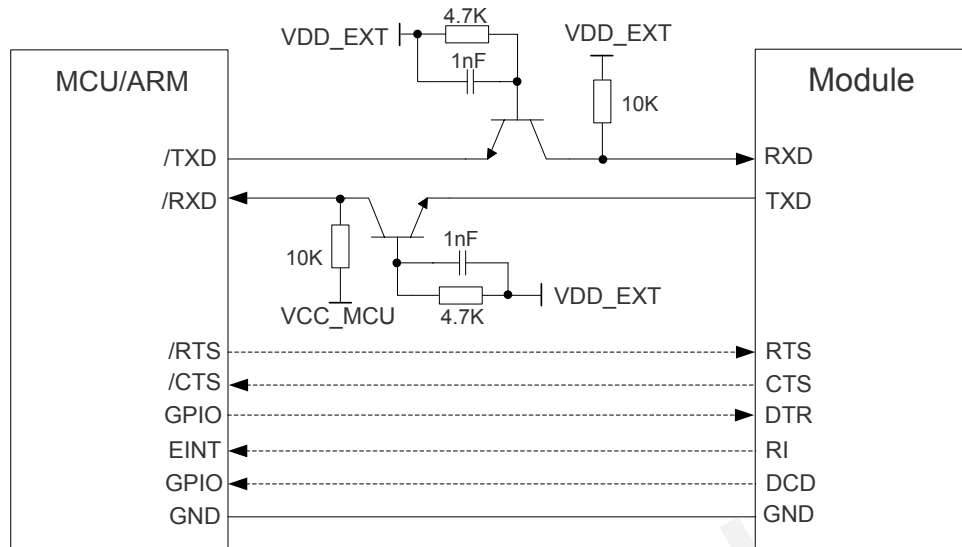 4.7K
VDD_EXT
VDD_EXT
1nF
MCU/ARM
Module
10K
/TXD
RXD
/RXD
TXD
1nF
10K
VDD_EXT
VCC_MCU
4.7K
/RTS
RTS
/CTS
CTS
GPIO
DTR
EINT
RI
GPIO
DCD
GND
GND